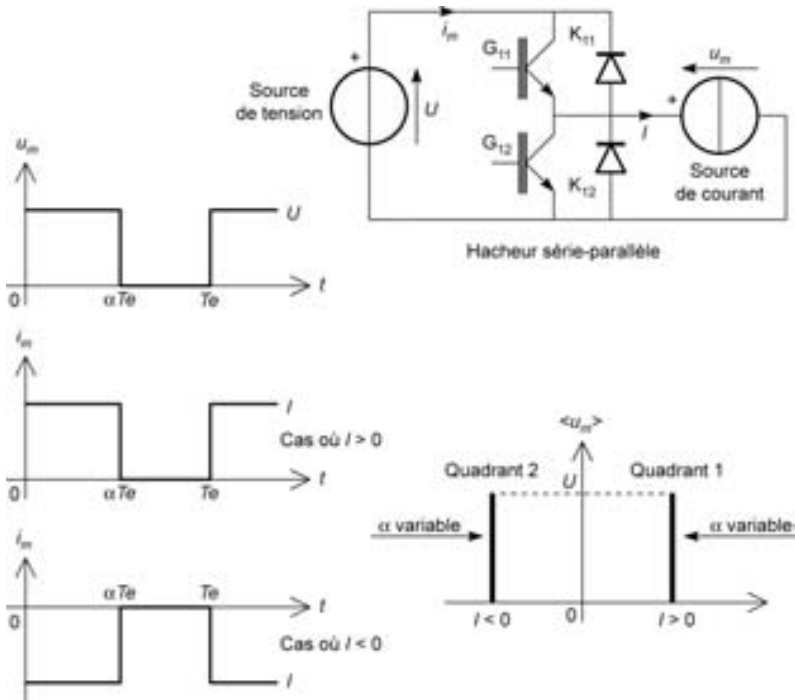 i_m
G₁₁
K₁₁
u_m
+
+
Source
de tension
U
I
G₁₂
K₁₂
Source
de courant
Hacheur série-parallèle
u_m
U
0
αTe
Te
t
i_m
I
Cas où I > 0
0
αTe
Te
t
i_m
αTe
Te
t
0
Cas où I < 0
I
<u_m>
Quadrant 2
Quadrant 1
U
α variable
α variable
I < 0
0
I > 0